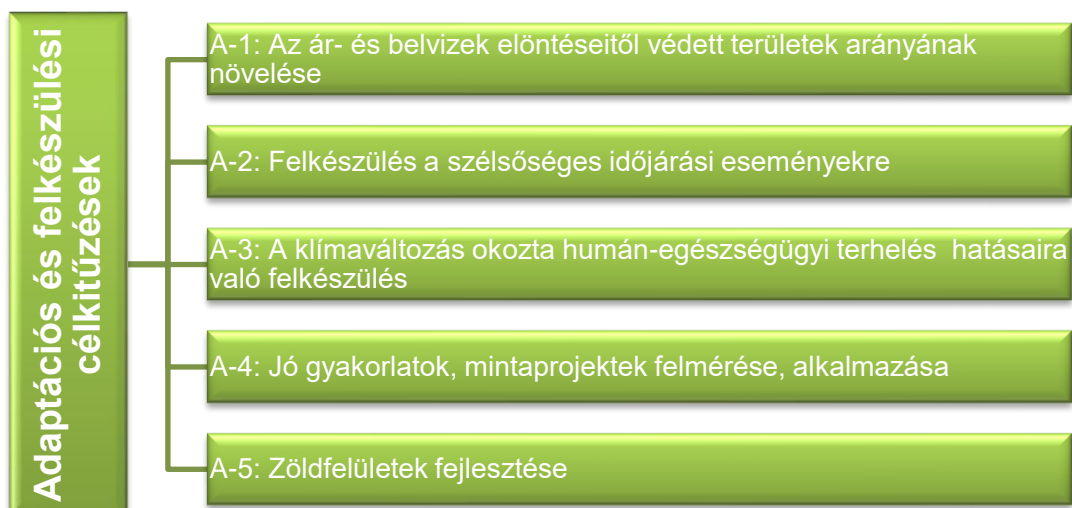 Adaptációs és felkészülési
célkitűzések
A-1: Az ár- és belvizek elöntéseitől védett területek arányának
növelése
A-2: Felkészülés a szélsőséges időjárási eseményekre
A-3: A klímaváltozás okozta humán-egészségügyi terhelés hatásaira
való felkészülés
A-4: Jó gyakorlatok, mintaprojektek felmérése, alkalmazása
A-5: Zöldfelületek fejlesztése